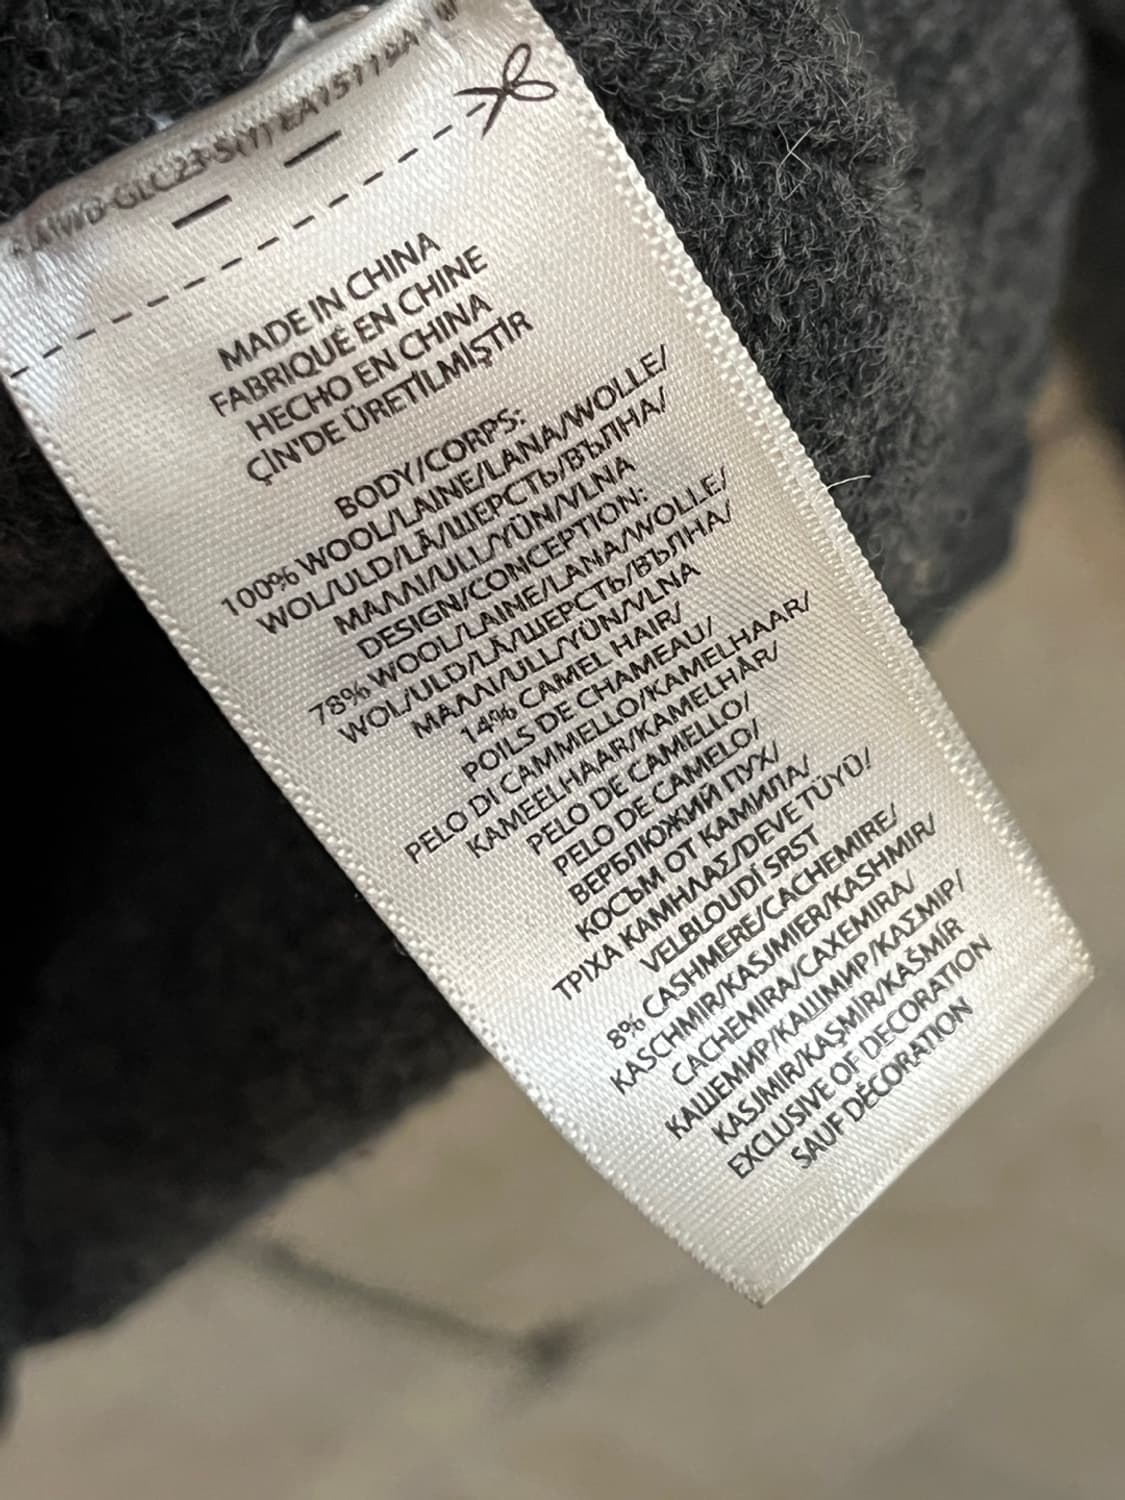 MADE IN CHINA
FABRIQUÉ EN CHINE
HECHO EN CHINA
ÇİN'DE ÜRETİLMİŞTİR
BODY/CORPS:
100% WOOL/LAINE/LANA/WOLLE/
WOL/ULD/LÃ/ШЕРСТЬ/ВЪЛНА/
ΜΑΛΛΙ/ULL/YÜN/VLNA
DESIGN/CONCEPTION:
78% WOOL/LAINE/LANA/WOLLE/
WOL/ULD/LÃ/ШЕРСТЬ/ВЪЛНА/
ΜΑΛΛΙ/ULL/YÜN/VLNA
14% CAMEL HAIR/
POILS DE CHAMEAU/
PELO DI CAMMELLO/KAMELHAAR/
KAMEELHAAR/KAMELHÅR/
PELO DE CAMELLO/
PELO DE CAMELO/
ВЕРБЛЮЖИЙ ПУХ/
КОСЪМ ОТ КАМИЛА/
ΤΡΙΧΑ ΚΑΜΗΛΑΣ/DEVE TÜYÜ/
VELBLOUDÍ SRST
8% CASHMERE/CACHEMIRE/
KASCHMIR/KASJMIER/KASHMIR/
CACHEMIRA/CAXEMIRA/
КАШЕМИР/КАШМИР/ΚΑΣΜΙΡ/
KASJMIR/KAŞMİR/KAŠMÍR
EXCLUSIVE OF DECORATION
SAUF DÉCORATION